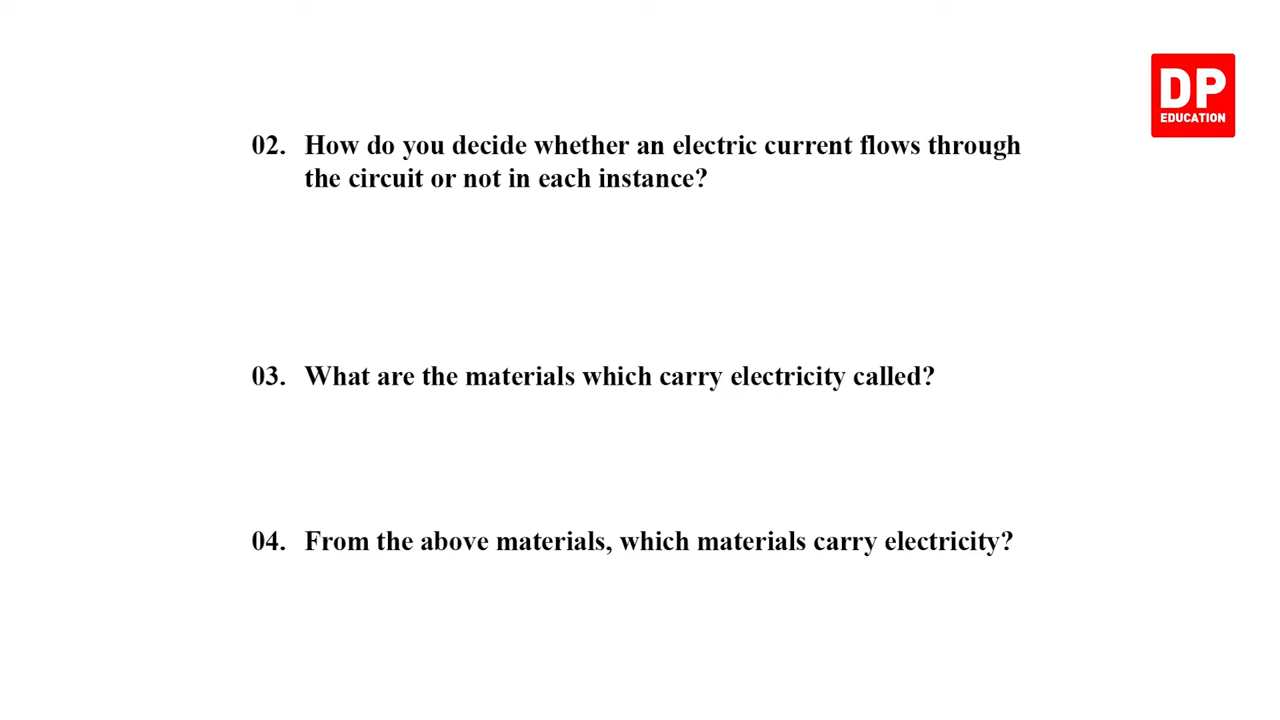 DP
EDUCATION
02. How do you decide whether an electric current flows through
the circuit or not in each instance?
03. What are the materials which carry electricity called?
04. From the above materials, which materials carry electricity?